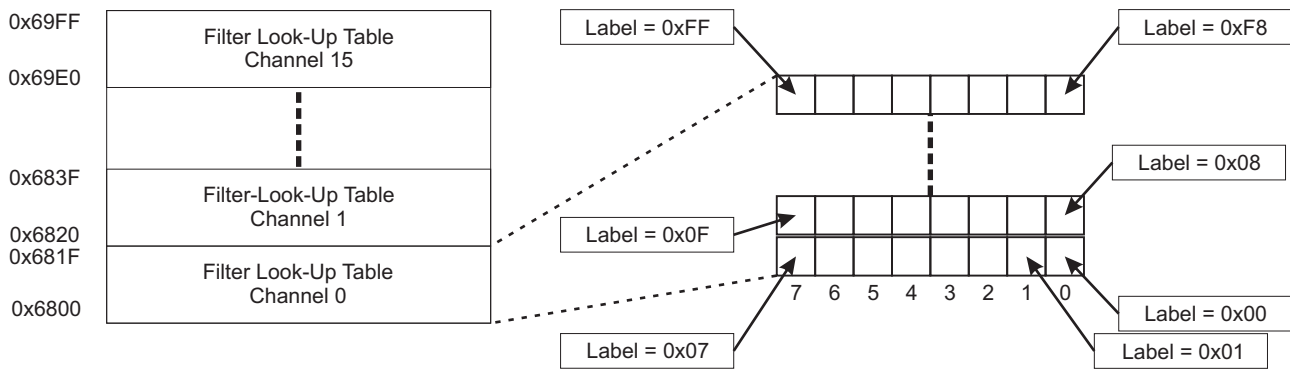 0x69FF
Filter Look-Up Table
Channel 15
0x69E0
0x683F
Filter-Look-Up Table
Channel 1
0x6820
0x681F
Filter Look-Up Table
Channel 0
0x6800
Label = 0xFF
Label = 0xF8
Label = 0x08
Label = 0x0F
7 6 5 4 3 2 1 0
Label = 0x00
Label = 0x07
Label = 0x01